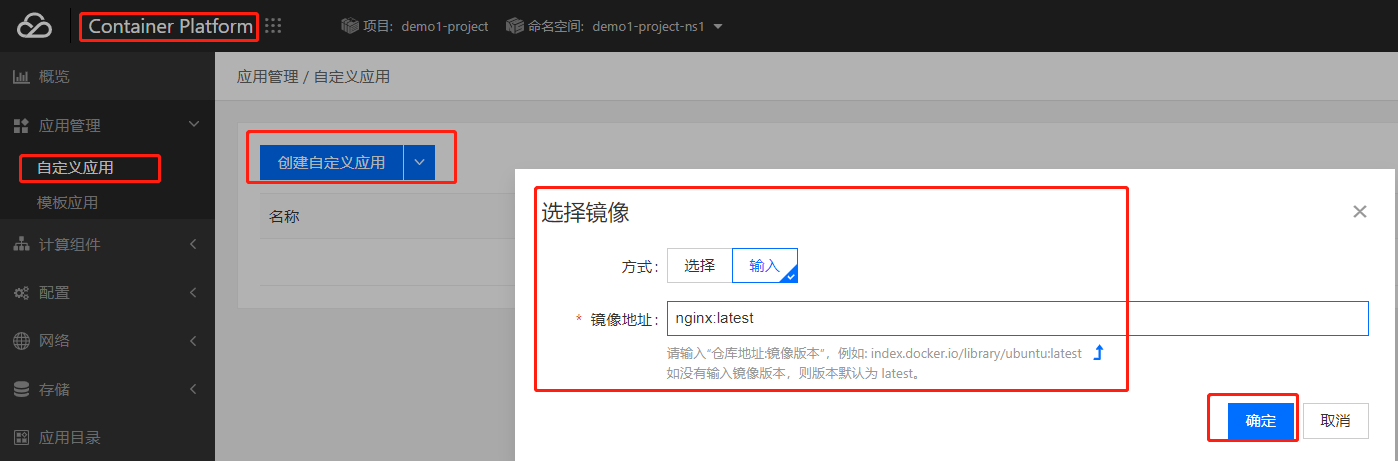 Container Platform 项目: demo1-project 命名空间: demo1-project-ns1
概览
应用管理
自定义应用
模板应用
计算组件
配置
网络
存储
应用目录
应用管理 / 自定义应用
创建自定义应用
名称
选择镜像
方式: 选择 输入
* 镜像地址: nginx:latest
请输入“仓库地址:镜像版本”，例如: index.docker.io/library/ubuntu:latest
如没有输入镜像版本，则版本默认为 latest。
确定 取消